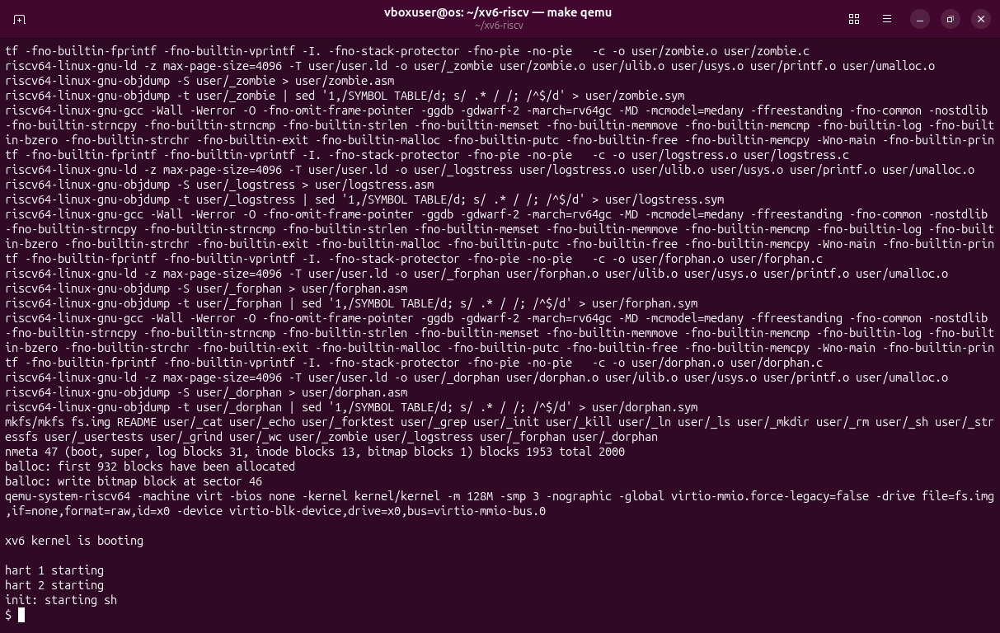 vboxuser@os: ~/xv6-riscv — make qemu
~/xv6-riscv
tf -fno-builtin-fprintf -fno-builtin-vprintf -I. -fno-stack-protector -fno-pie -no-pie   -c -o user/zombie.o user/zombie.c
riscv64-linux-gnu-ld -z max-page-size=4096 -T user/user.ld -o user/_zombie user/zombie.o user/ulib.o user/usys.o user/printf.o user/umalloc.o
riscv64-linux-gnu-objdump -S user/_zombie > user/zombie.asm
riscv64-linux-gnu-objdump -t user/_zombie | sed '1,/SYMBOL TABLE/d; s/ .* / /; /^$/d' > user/zombie.sym
riscv64-linux-gnu-gcc -Wall -Werror -O -fno-omit-frame-pointer -ggdb -gdwarf-2 -march=rv64gc -MD -mcmodel=medany -ffreestanding -fno-common -nostdlib
-fno-builtin-strncpy -fno-builtin-strncmp -fno-builtin-strlen -fno-builtin-memset -fno-builtin-memmove -fno-builtin-memcmp -fno-builtin-log -fno-built
in-bzero -fno-builtin-strchr -fno-builtin-exit -fno-builtin-malloc -fno-builtin-putc -fno-builtin-free -fno-builtin-memcpy -Wno-main -fno-builtin-prin
tf -fno-builtin-fprintf -fno-builtin-vprintf -I. -fno-stack-protector -fno-pie -no-pie   -c -o user/logstress.o user/logstress.c
riscv64-linux-gnu-ld -z max-page-size=4096 -T user/user.ld -o user/_logstress user/logstress.o user/ulib.o user/usys.o user/printf.o user/umalloc.o
riscv64-linux-gnu-objdump -S user/_logstress > user/logstress.asm
riscv64-linux-gnu-objdump -t user/_logstress | sed '1,/SYMBOL TABLE/d; s/ .* / /; /^$/d' > user/logstress.sym
riscv64-linux-gnu-gcc -Wall -Werror -O -fno-omit-frame-pointer -ggdb -gdwarf-2 -march=rv64gc -MD -mcmodel=medany -ffreestanding -fno-common -nostdlib
-fno-builtin-strncpy -fno-builtin-strncmp -fno-builtin-strlen -fno-builtin-memset -fno-builtin-memmove -fno-builtin-memcmp -fno-builtin-log -fno-built
in-bzero -fno-builtin-strchr -fno-builtin-exit -fno-builtin-malloc -fno-builtin-putc -fno-builtin-free -fno-builtin-memcpy -Wno-main -fno-builtin-prin
tf -fno-builtin-fprintf -fno-builtin-vprintf -I. -fno-stack-protector -fno-pie -no-pie   -c -o user/forphan.o user/forphan.c
riscv64-linux-gnu-ld -z max-page-size=4096 -T user/user.ld -o user/_forphan user/forphan.o user/ulib.o user/usys.o user/printf.o user/umalloc.o
riscv64-linux-gnu-objdump -S user/_forphan > user/forphan.asm
riscv64-linux-gnu-objdump -t user/_forphan | sed '1,/SYMBOL TABLE/d; s/ .* / /; /^$/d' > user/forphan.sym
riscv64-linux-gnu-gcc -Wall -Werror -O -fno-omit-frame-pointer -ggdb -gdwarf-2 -march=rv64gc -MD -mcmodel=medany -ffreestanding -fno-common -nostdlib
-fno-builtin-strncpy -fno-builtin-strncmp -fno-builtin-strlen -fno-builtin-memset -fno-builtin-memmove -fno-builtin-memcmp -fno-builtin-log -fno-built
in-bzero -fno-builtin-strchr -fno-builtin-exit -fno-builtin-malloc -fno-builtin-putc -fno-builtin-free -fno-builtin-memcpy -Wno-main -fno-builtin-prin
tf -fno-builtin-fprintf -fno-builtin-vprintf -I. -fno-stack-protector -fno-pie -no-pie   -c -o user/dorphan.o user/dorphan.c
riscv64-linux-gnu-ld -z max-page-size=4096 -T user/user.ld -o user/_dorphan user/dorphan.o user/ulib.o user/usys.o user/printf.o user/umalloc.o
riscv64-linux-gnu-objdump -S user/_dorphan > user/dorphan.asm
riscv64-linux-gnu-objdump -t user/_dorphan | sed '1,/SYMBOL TABLE/d; s/ .* / /; /^$/d' > user/dorphan.sym
mkfs/mkfs fs.img README user/_cat user/_echo user/_forktest user/_grep user/_init user/_kill user/_ln user/_ls user/_mkdir user/_rm user/_sh user/_str
essfs user/_usertests user/_grind user/_wc user/_zombie user/_logstress user/_forphan user/_dorphan
nmeta 47 (boot, super, log blocks 31, inode blocks 13, bitmap blocks 1) blocks 1953 total 2000
balloc: first 932 blocks have been allocated
balloc: write bitmap block at sector 46
qemu-system-riscv64 -machine virt -bios none -kernel kernel/kernel -m 128M -smp 3 -nographic -global virtio-mmio.force-legacy=false -drive file=fs.img
,if=none,format=raw,id=x0 -device virtio-blk-device,drive=x0,bus=virtio-mmio-bus.0
xv6 kernel is booting
hart 1 starting
hart 2 starting
init: starting sh
$